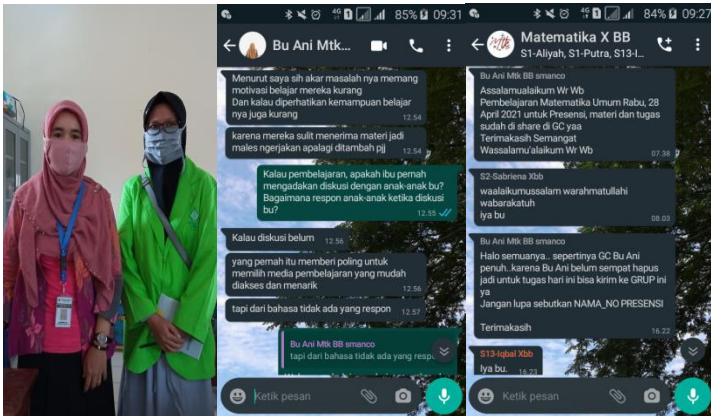 85% 09:31
Bu Ani Mtk...
Menurut saya sih akar masalah nya memang
motivasi belajar mereka kurang
Dan kalau diperhatikan kemampuan belajar
nya juga kurang
12.54
karena mereka sulit menerima materi jadi
males ngerjakan apalagi ditambah pjj
12.54
Kalau pembelajaran, apakah ibu pernah
mengadakan diskusi dengan anak-anak bu?
Bagaimana respon anak-anak ketika diskusi
bu?
12.55
Kalau diskusi belum 12.56
yang pernah itu memberi poling untuk
memilih media pembelajaran yang mudah
diakses dan menarik
12.56
tapi dari bahasa tidak ada yang respon 12.57
Bu Ani Mtk BB smanco
tapi dari bahasa tidak ada yang resp
Ketik pesan
4G 84% 09:27
Matematika X BB
S1-Aliyah, S1-Putra, S13-I...
Bu Ani Mtk BB smanco
Assalamualaikum Wr Wb
Pembelajaran Matematika Umum Rabu, 28
April 2021 untuk Presensi, materi dan tugas
sudah di share di GC yaa
Terimakasih Semangat
Wassalamu'alaikum Wr Wb
07.38
S2-Sabriena Xbb
waalaikumussalam warahmatullahi
wabarakatuh
iya bu
08.03
Bu Ani Mtk BB smanco
Halo semuanya.. sepertinya GC Bu Ani
penuh..karena Bu Ani belum sempat hapus
jadi untuk tugas hari ini bisa kirim ke GRUP ini
ya
Jangan lupa sebutkan NAMA_NO PRESENSI
Terimakasih
16.22
S13-Iqbal Xbb
Iya bu. 16.23
Ketik pesan